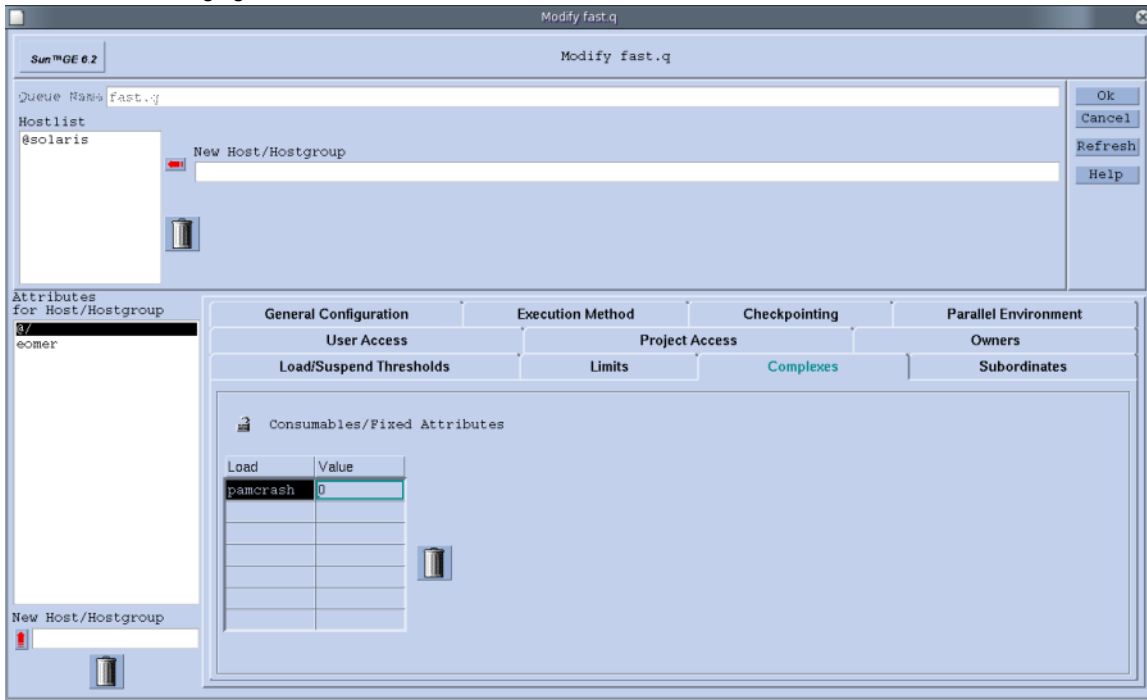 Modify fast.q
Sun™GE 6.2
Modify fast.q
Queue Name fast.q
Ok
Hostlist
Cancel
@solaris
Refresh
New Host/Hostgroup
Help
Attributes
for Host/Hostgroup
@/
eomer
General Configuration Execution Method Checkpointing Parallel Environment
User Access Project Access Owners
Load/Suspend Thresholds Limits Complexes Subordinates
Consumables/Fixed Attributes
Load Value
pamcrash 0
New Host/Hostgroup